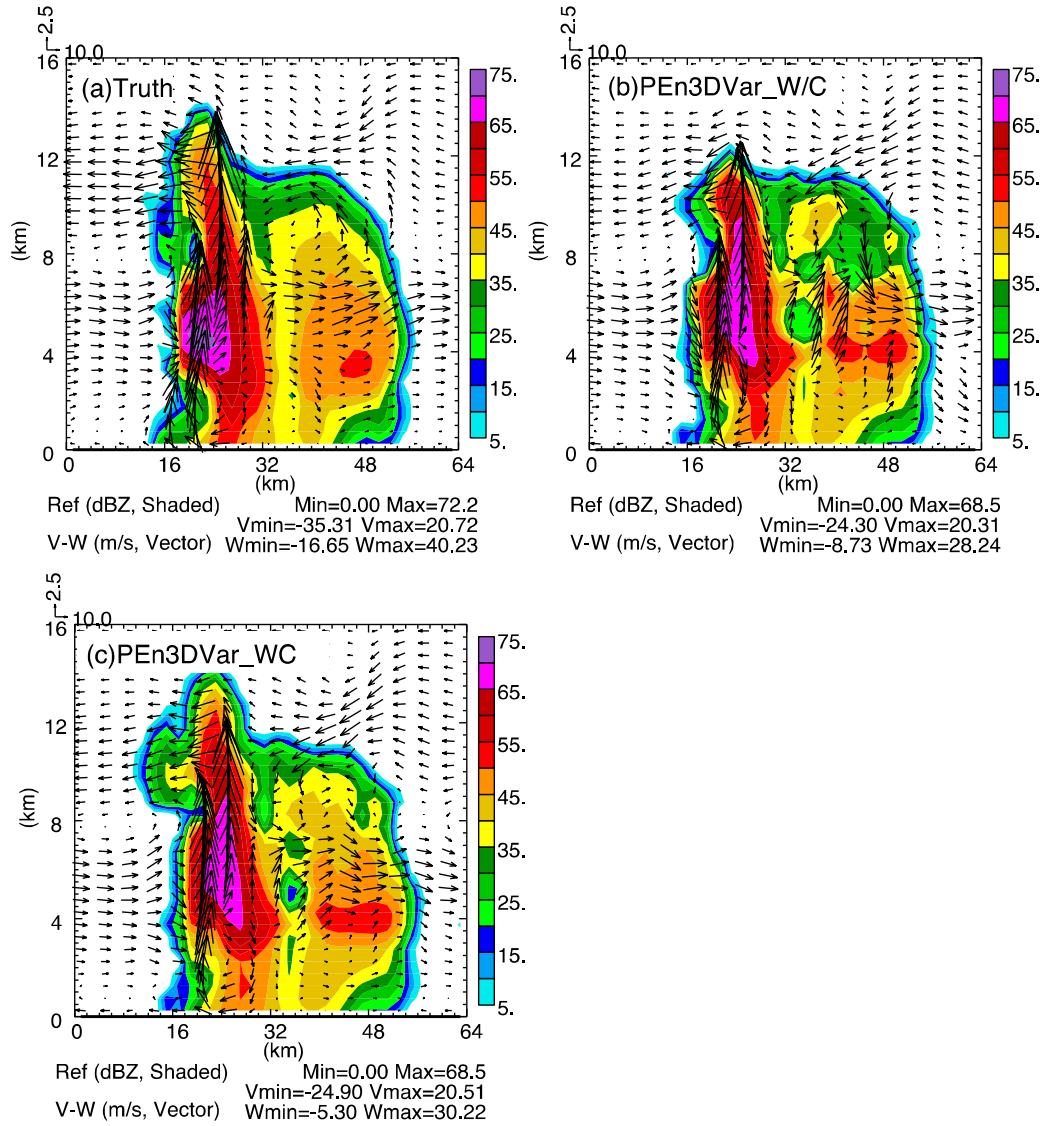 2.5
10.0
16
12
8
4
0
(km)
(a)Truth
75.
65.
55.
45.
35.
25.
15.
5.
0 16 32 48 64
(km)
Ref (dBZ, Shaded) Min=0.00 Max=72.2
Vmin=-35.31 Vmax=20.72
V-W (m/s, Vector) Wmin=-16.65 Wmax=40.23
2.5
10.0
16
12
8
4
0
(km)
(b)PEn3DVar_W/C
75.
65.
55.
45.
35.
25.
15.
5.
0 16 32 48 64
(km)
Ref (dBZ, Shaded) Min=0.00 Max=68.5
Vmin=-24.30 Vmax=20.31
V-W (m/s, Vector) Wmin=-8.73 Wmax=28.24
2.5
10.0
16
12
8
4
0
(km)
(c)PEn3DVar_WC
75.
65.
55.
45.
35.
25.
15.
5.
0 16 32 48 64
(km)
Ref (dBZ, Shaded) Min=0.00 Max=68.5
Vmin=-24.90 Vmax=20.51
V-W (m/s, Vector) Wmin=-5.30 Wmax=30.22